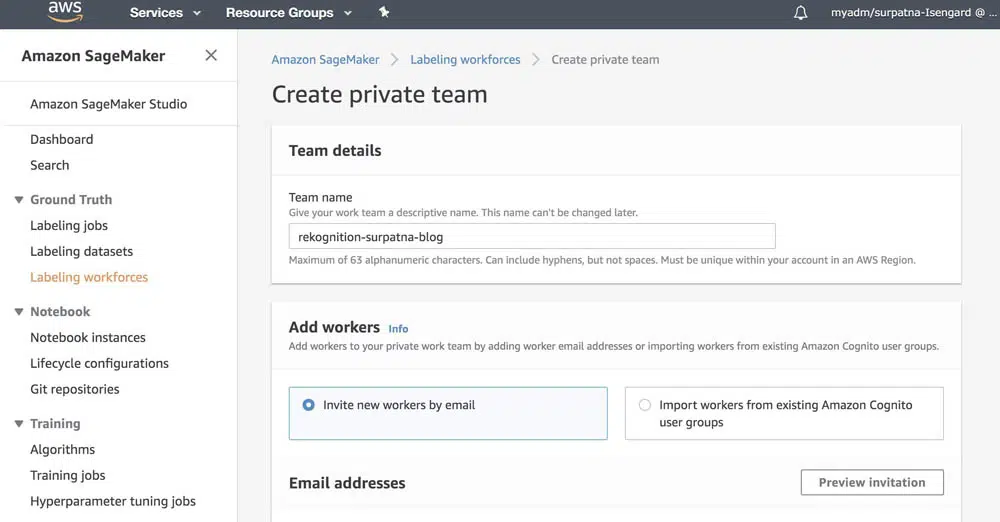 aws
Services
Resource Groups
myadm/surpatna-Isengard @ ...
Amazon SageMaker
Amazon SageMaker Studio
Dashboard
Search
Ground Truth
Labeling jobs
Labeling datasets
Labeling workforces
Notebook
Notebook instances
Lifecycle configurations
Git repositories
Training
Algorithms
Training jobs
Hyperparameter tuning jobs
Amazon SageMaker > Labeling workforces > Create private team
Create private team
Team details
Team name
Give your work team a descriptive name. This name can't be changed later.
rekognition-surpatna-blog
Maximum of 63 alphanumeric characters. Can include hyphens, but not spaces. Must be unique within your account in an AWS Region.
Add workers Info
Add workers to your private work team by adding worker email addresses or importing workers from existing Amazon Cognito user groups.
Invite new workers by email
Import workers from existing Amazon Cognito
user groups
Email addresses
Preview invitation